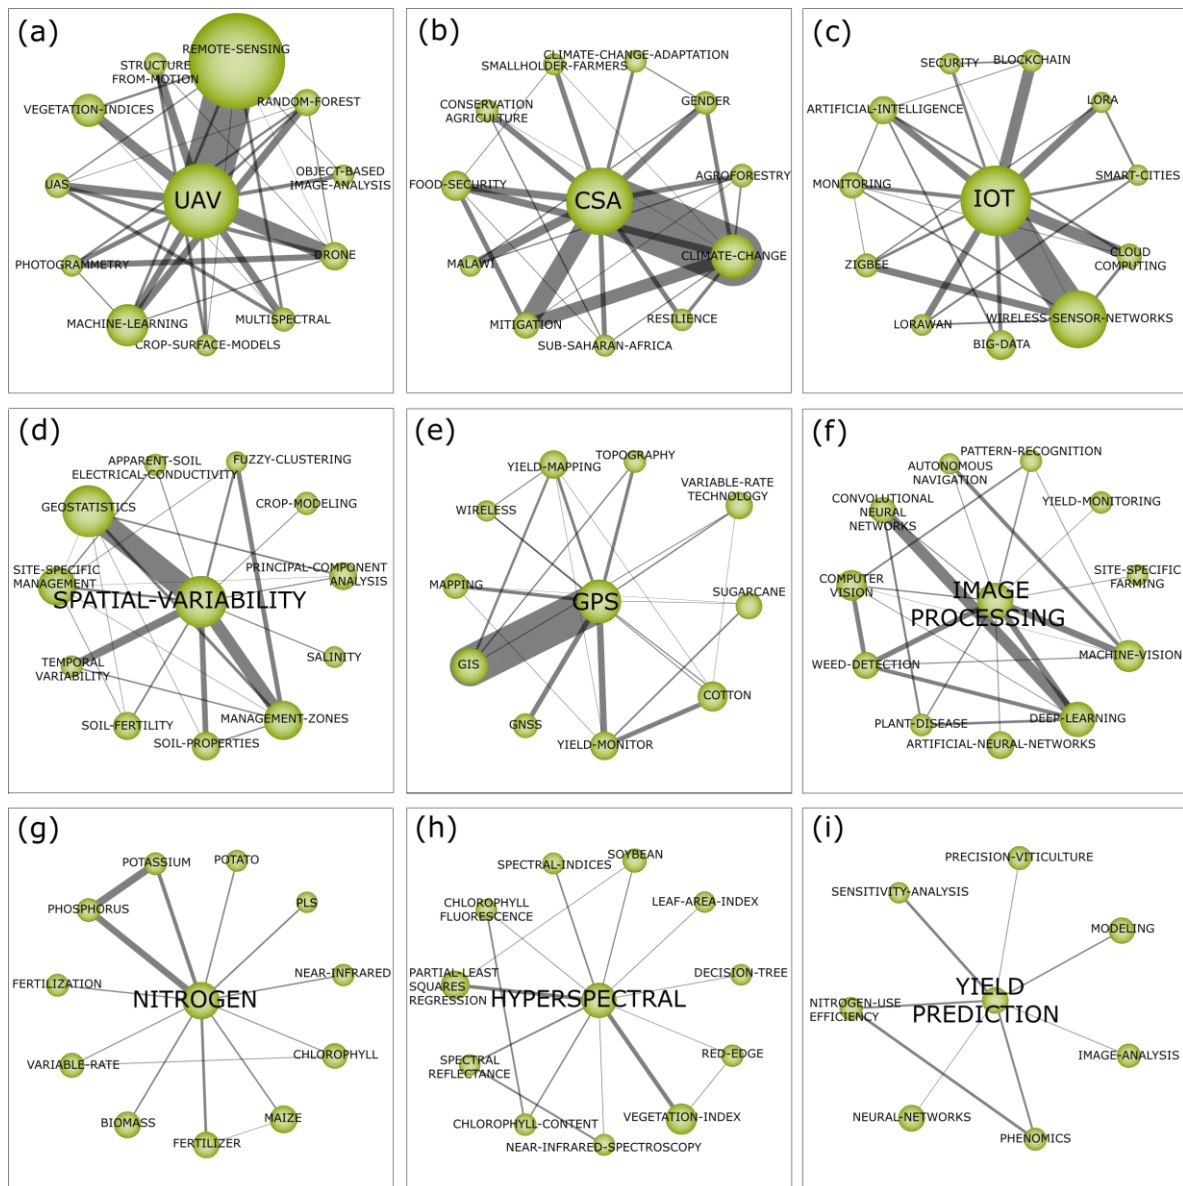 (a)
REMOTE-SENSING
STRUCTURE
FROM-MOTION
VEGETATION-INDICES
RANDOM-FOREST
OBJECT-BASED
IMAGE-ANALYSIS
UAS
UAV
DRONE
PHOTOGRAMMETRY
MACHINE-LEARNING
MULTISPECTRAL
CROP-SURFACE-MODELS
(b)
CLIMATE-CHANGE-ADAPTATION
SMALLHOLDER-FARMERS
CONSERVATION
AGRICULTURE
GENDER
FOOD-SECURITY
AGROFORESTRY
CSA
MALAWI
CLIMATE-CHANGE
MITIGATION
RESILIENCE
SUB-SAHARAN-AFRICA
(c)
SECURITY
BLOCKCHAIN
ARTIFICIAL-INTELLIGENCE
LORA
MONITORING
SMART-CITIES
IOT
ZIGBEE
CLOUD
COMPUTING
LORAWAN
WIRELESS-SENSOR-NETWORKS
BIG-DATA
(d)
APPARENT-SOIL
ELECTRICAL-CONDUCTIVITY
FUZZY-CLUSTERING
GEOSTATISTICS
CROP-MODELING
SITE-SPECIFIC
MANAGEMENT
PRINCIPAL-COMPONENT
ANALYSIS
SPATIAL-VARIABILITY
TEMPORAL
VARIABILITY
SALINITY
SOIL-FERTILITY
MANAGEMENT-ZONES
SOIL-PROPERTIES
(e)
YIELD-MAPPING
TOPOGRAPHY
VARIABLE-RATE
TECHNOLOGY
WIRELESS
MAPPING
SUGARCANE
GPS
GIS
COTTON
GNSS
YIELD-MONITOR
(f)
PATTERN-RECOGNITION
AUTONOMOUS
NAVIGATION
CONVOLUTIONAL
NEURAL
NETWORKS
YIELD-MONITORING
COMPUTER
VISION
SITE-SPECIFIC
FARMING
IMAGE
PROCESSING
WEED-DETECTION
MACHINE-VISION
PLANT-DISEASE
DEEP-LEARNING
ARTIFICIAL-NEURAL-NETWORKS
(g)
POTASSIUM
POTATO
PHOSPHORUS
PLS
FERTILIZATION
NEAR-INFRARED
NITROGEN
VARIABLE-RATE
CHLOROPHYLL
BIOMASS
MAIZE
FERTILIZER
(h)
SPECTRAL-INDICES
SOYBEAN
CHLOROPHYLL
FLUORESCENCE
LEAF-AREA-INDEX
PARTIAL-LEAST
SQUARES
REGRESSION
DECISION-TREE
HYPERSPECTRAL
SPECTRAL
REFLECTANCE
RED-EDGE
CHLOROPHYLL-CONTENT
VEGETATION-INDEX
NEAR-INFRARED-SPECTROSCOPY
(i)
PRECISION-VITICULTURE
SENSITIVITY-ANALYSIS
MODELING
YIELD
PREDICTION
NITROGEN-USE
EFFICIENCY
IMAGE-ANALYSIS
NEURAL-NETWORKS
PHENOMICS